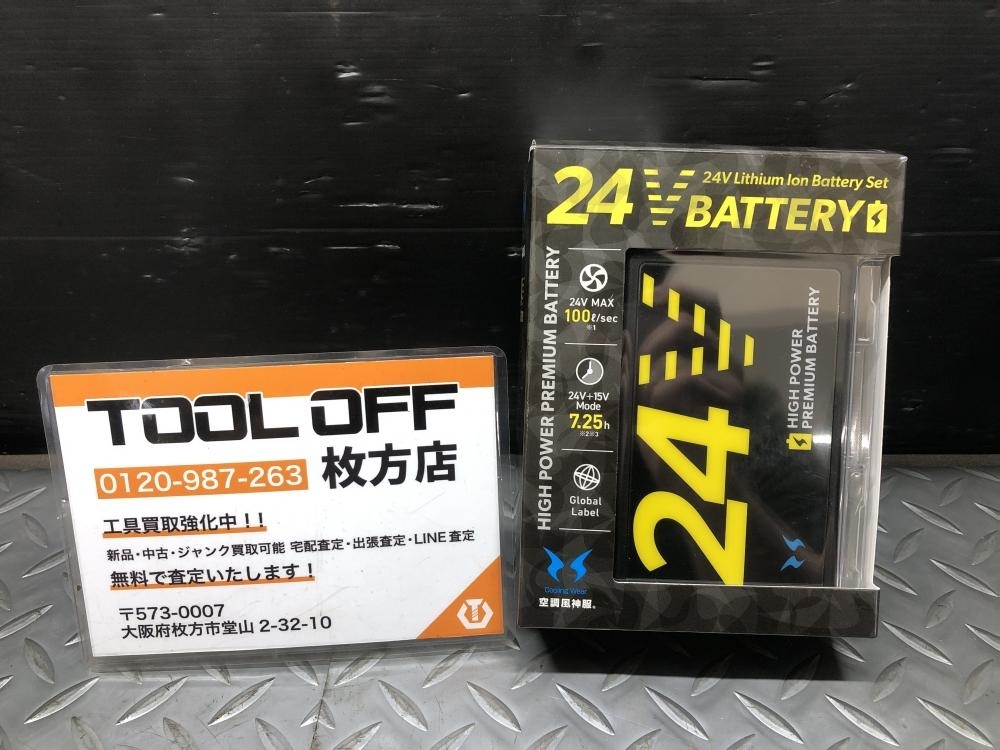 TOOL OFF
0120-987-263 枚方店
工具買取強化中！！
新品・中古・ジャンク買取可能 宅配査定・出張査定・LINE査定
無料で査定いたします！
〒573-0007
大阪府枚方市堂山 2-32-10
24V BATTERY
24V Lithium Ion Battery Set
HIGH POWER PREMIUM BATTERY
24V MAX
100ℓ/sec
※1
24V+15V
Mode
7.25h
※2※3
Global
Label
Cooling Wear
空調風神服®
24V
HIGH POWER
PREMIUM BATTERY